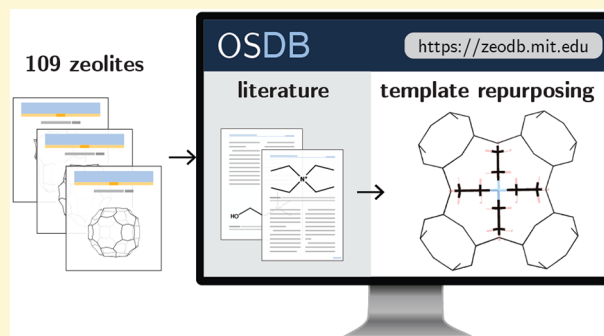 109 zeolites
OSDB
https://zeodb.mit.edu
literature
template repurposing
N+
HO